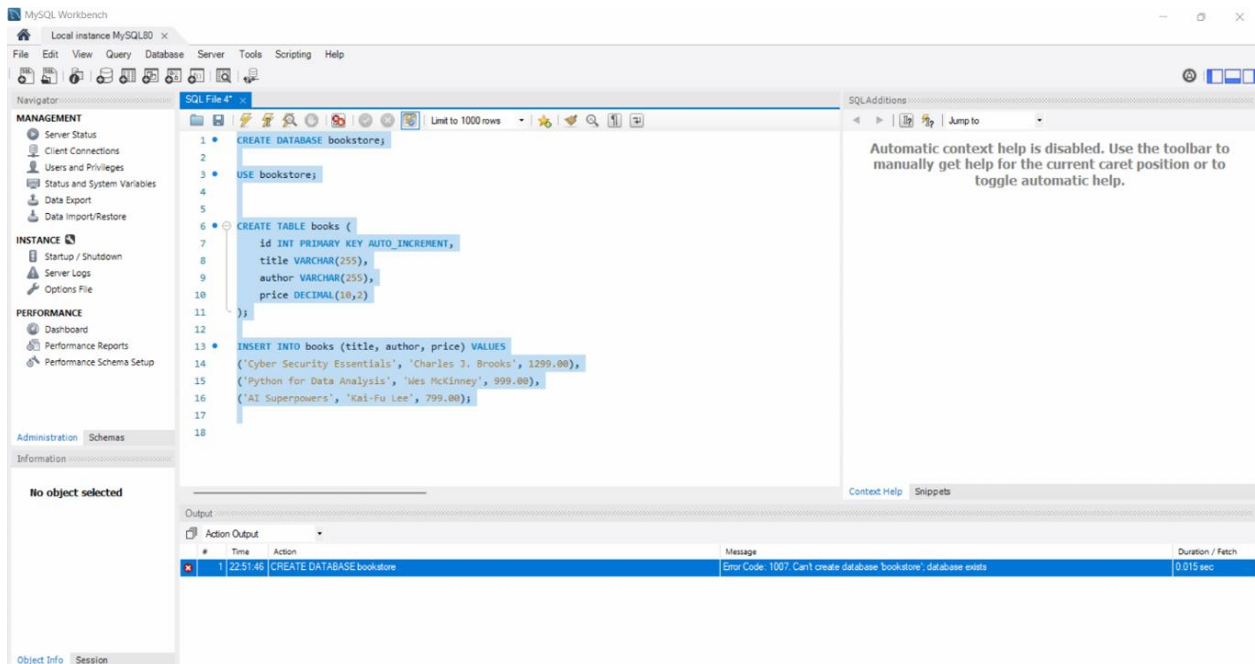 MySQL Workbench
Local instance MySQL80 ×
File Edit View Query Database Server Tools Scripting Help
Navigator
MANAGEMENT
Server Status
Client Connections
Users and Privileges
Status and System Variables
Data Export
Data Import/Restore
INSTANCE
Startup / Shutdown
Server Logs
Options File
PERFORMANCE
Dashboard
Performance Reports
Performance Schema Setup
Administration Schemas
Information
No object selected
Object Info Session
SQL File 4* ×
Limit to 1000 rows
1 CREATE DATABASE bookstore;
2
3 USE bookstore;
4
5
6 CREATE TABLE books (
7 id INT PRIMARY KEY AUTO_INCREMENT,
8 title VARCHAR(255),
9 author VARCHAR(255),
10 price DECIMAL(10,2)
11 );
12
13 INSERT INTO books (title, author, price) VALUES
14 ('Cyber Security Essentials', 'Charles J. Brooks', 1299.00),
15 ('Python for Data Analysis', 'Wes McKinney', 999.00),
16 ('AI Superpowers', 'Kai-Fu Lee', 799.00);
17
18
SQLAdditions
Jump to
Automatic context help is disabled. Use the toolbar to
manually get help for the current caret position or to
toggle automatic help.
Context Help Snippets
Output
Action Output
# Time Action Message Duration / Fetch
1 22:51:46 CREATE DATABASE bookstore Error Code: 1007. Can't create database 'bookstore'; database exists 0.015 sec